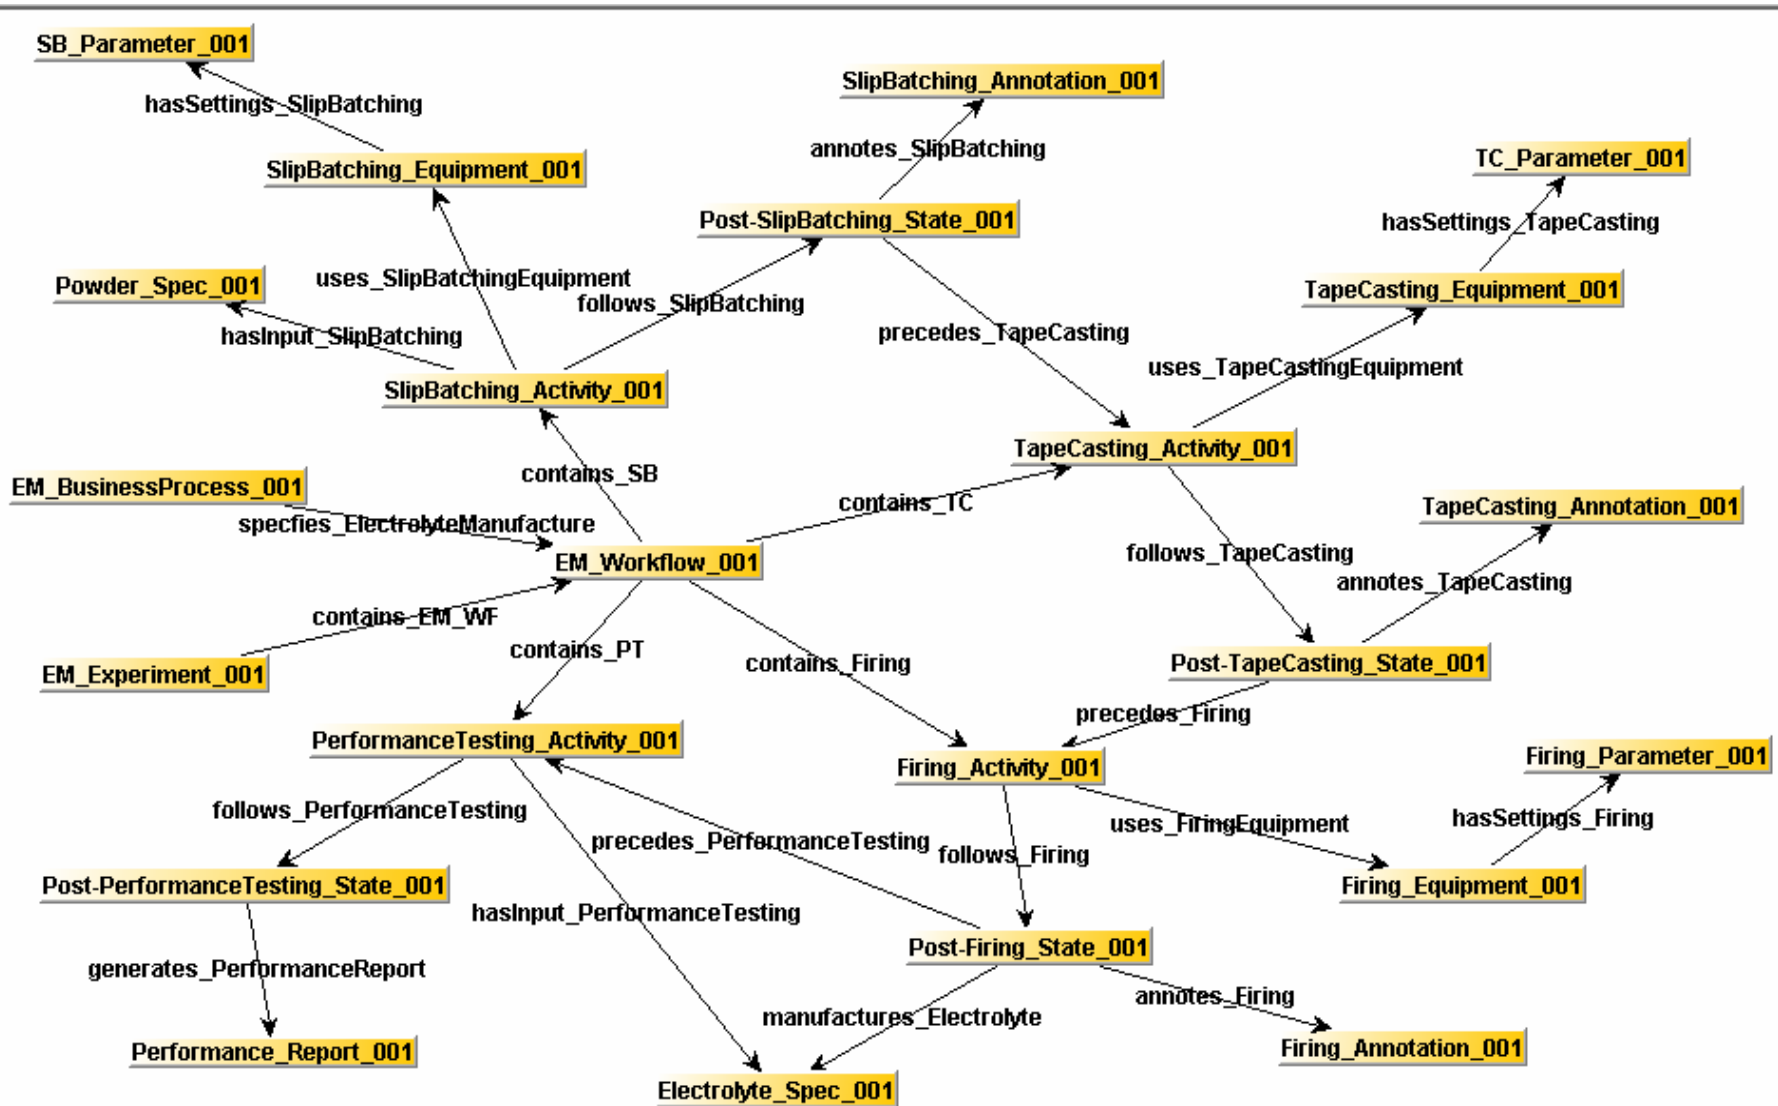 SB_Parameter_001
SlipBatching_Annotation_001
hasSettings_SlipBatching
annotes_SlipBatching
TC_Parameter_001
SlipBatching_Equipment_001
Post-SlipBatching_State_001
hasSettings_TapeCasting
uses_SlipBatchingEquipment
Powder_Spec_001
TapeCasting_Equipment_001
follows_SlipBatching
hasInput_SlipBatching
precedes_TapeCasting
uses_TapeCastingEquipment
SlipBatching_Activity_001
TapeCasting_Activity_001
contains_SB
EM_BusinessProcess_001
contains_TC
TapeCasting_Annotation_001
specfies_ElectrolyteManufacture
follows_TapeCasting
EM_Workflow_001
annotes_TapeCasting
contains_EM_WF
contains_PT
contains_Firing
Post-TapeCasting_State_001
EM_Experiment_001
precedes_Firing
PerformanceTesting_Activity_001
Firing_Activity_001
Firing_Parameter_001
follows_PerformanceTesting
uses_FiringEquipment
hasSettings_Firing
precedes_PerformanceTesting
follows_Firing
Post-PerformanceTesting_State_001
Firing_Equipment_001
hasInput_PerformanceTesting
Post-Firing_State_001
generates_PerformanceReport
annotes_Firing
manufactures_Electrolyte
Performance_Report_001
Firing_Annotation_001
Electrolyte_Spec_001